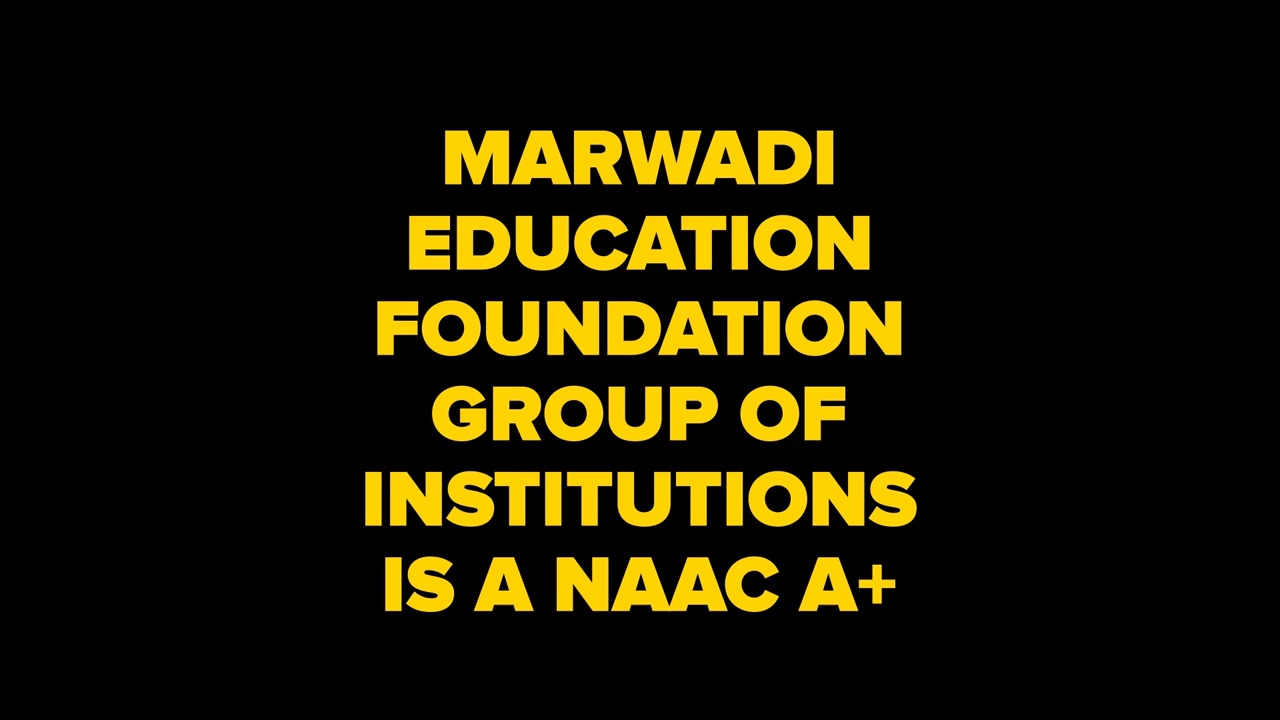 MARWADI
EDUCATION
FOUNDATION
GROUP OF
INSTITUTIONS
IS A NAAC A+